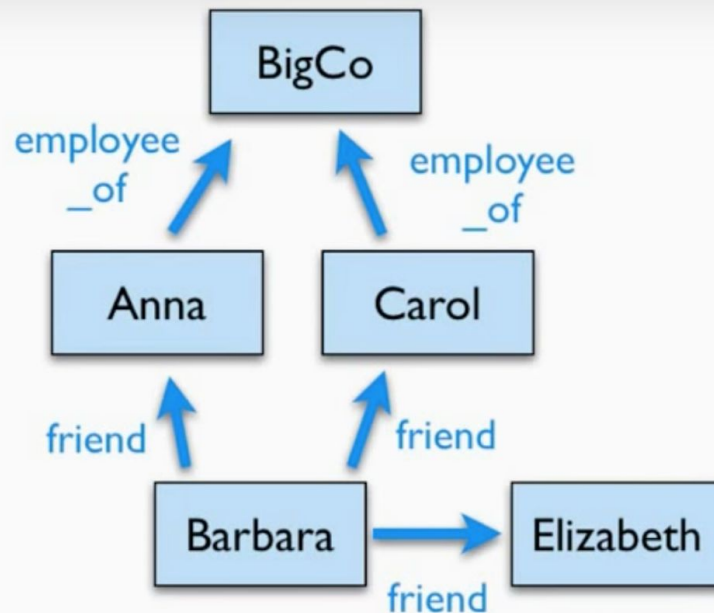 BigCo
employee
_of
employee
_of
Anna
Carol
friend
friend
Barbara
Elizabeth
friend